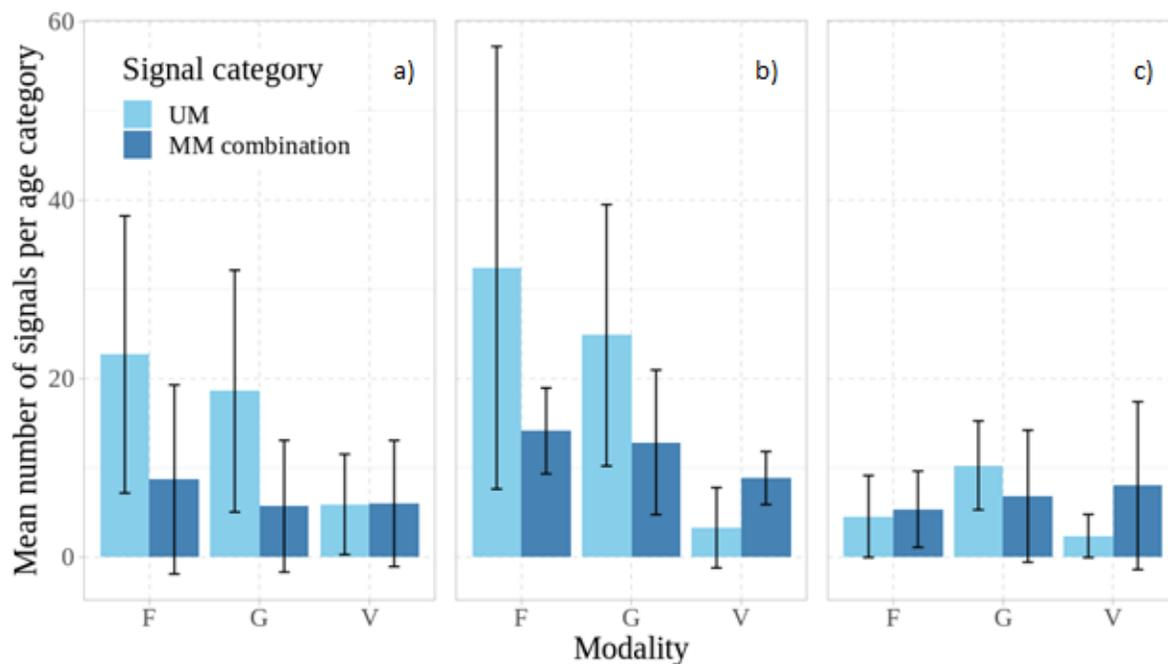 Mean number of signals per age category
60
40
20
0
Signal category
UM
MM combination
a)
b)
c)
F G V
F G V
F G V
Modality